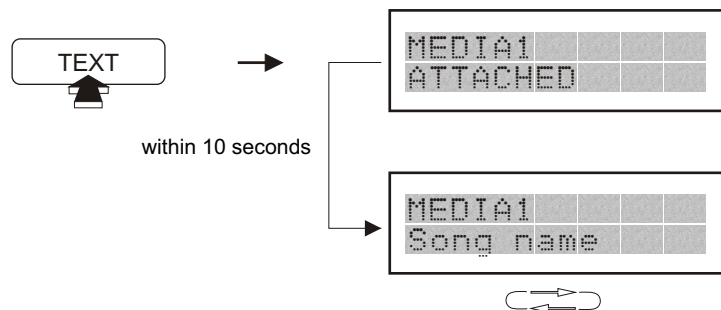 TEXT
MEDIA1
ATTACHED
within 10 seconds
MEDIA1
Song name